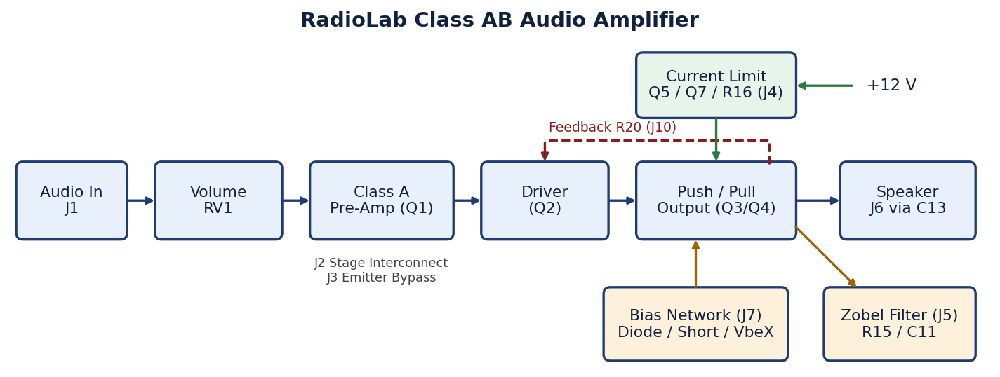 RadioLab Class AB Audio Amplifier
Current Limit
Q5 / Q7 / R16 (J4)
+12 V
Feedback R20 (J10)
Audio In
J1
Volume
RV1
Class A
Pre-Amp (Q1)
Driver
(Q2)
Push / Pull
Output (Q3/Q4)
Speaker
J6 via C13
J2 Stage Interconnect
J3 Emitter Bypass
Bias Network (J7)
Diode / Short / VbeX
Zobel Filter (J5)
R15 / C11